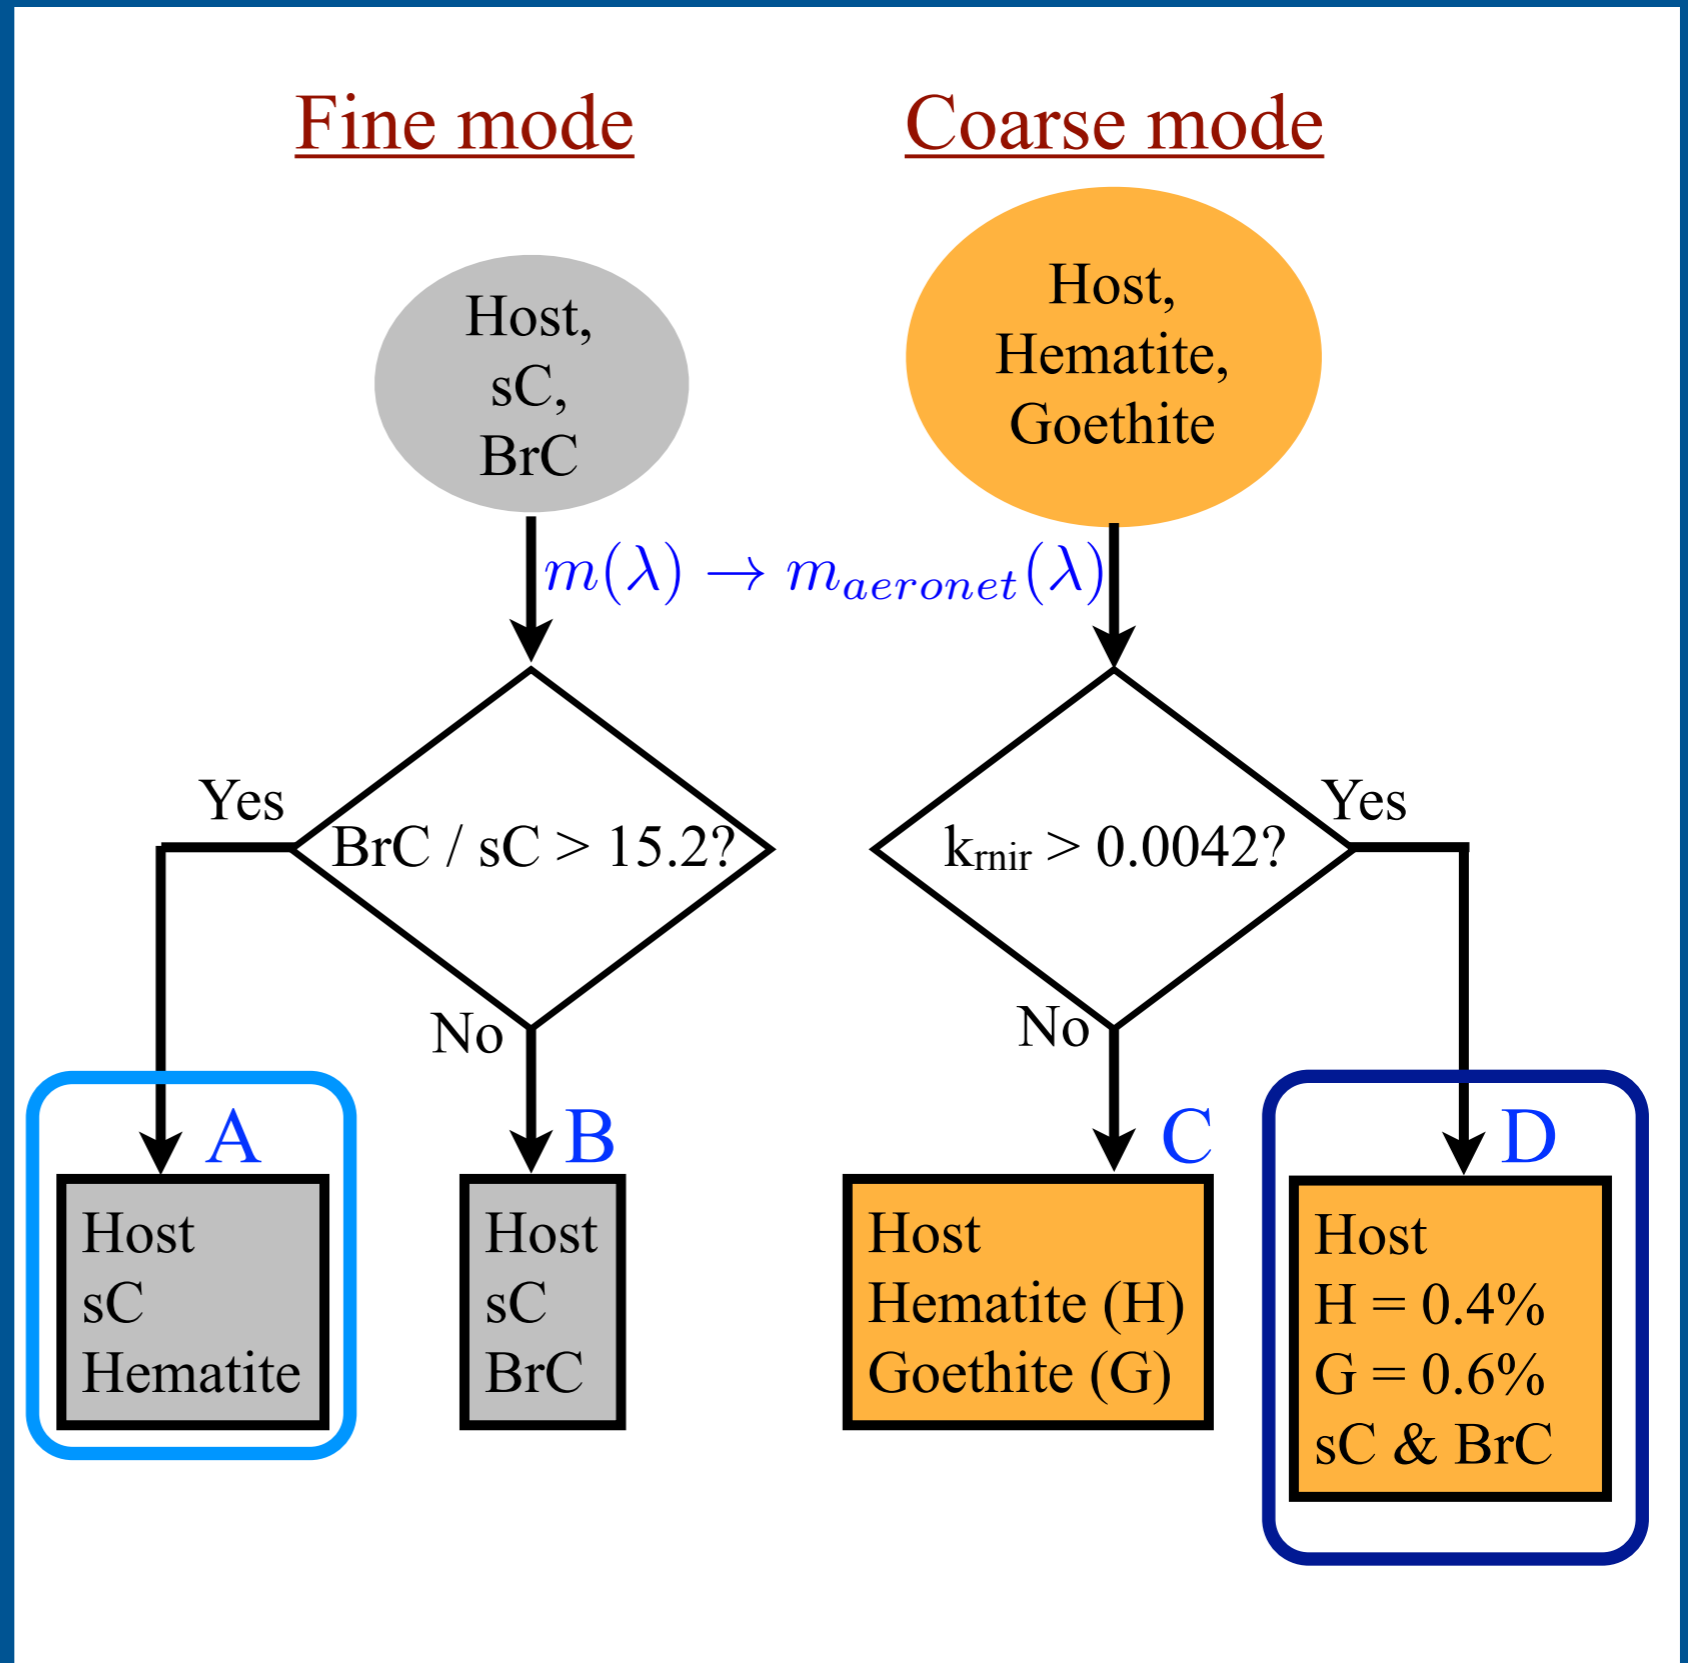 Fine mode
Host,
sC,
BrC
Coarse mode
Host,
Hematite,
Goethite
m(λ) → m_aeronet(λ)
Yes
BrC / sC > 15.2?
No
k_rnir > 0.0042?
Yes
No
A
Host
sC
Hematite
B
Host
sC
BrC
C
Host
Hematite (H)
Goethite (G)
D
Host
H = 0.4%
G = 0.6%
sC & BrC